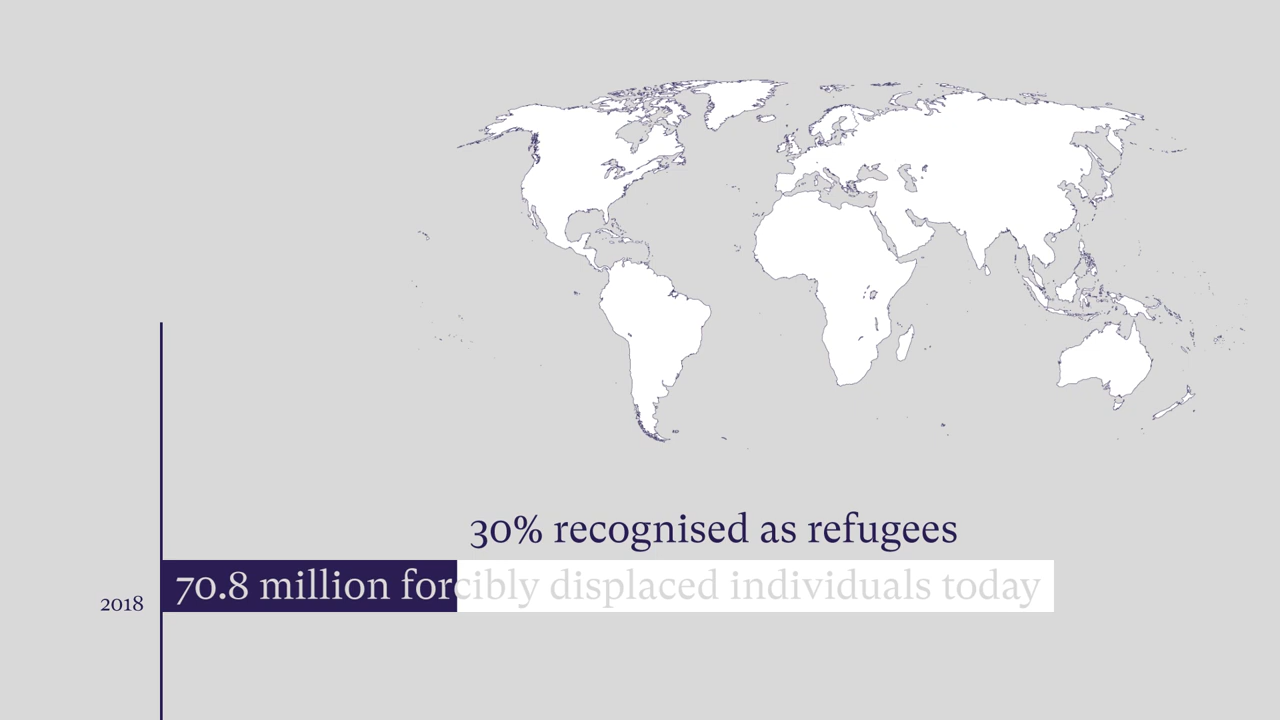 30% recognised as refugees
70.8 million forcibly displaced individuals today
2018